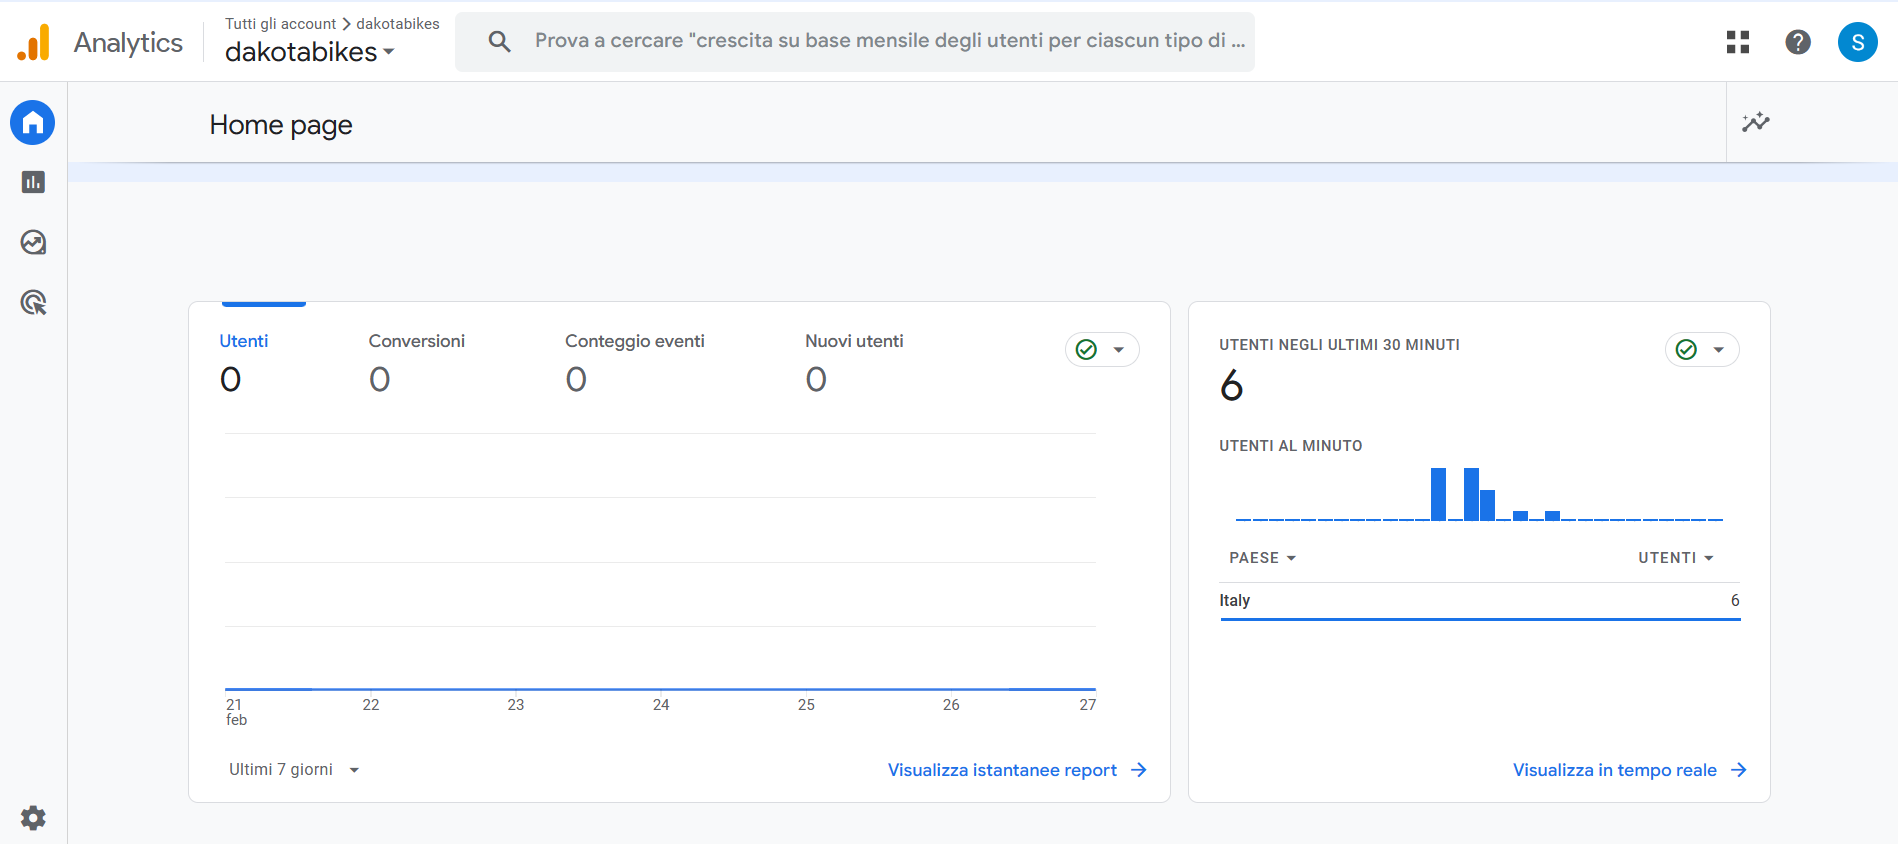 Analytics
Tutti gli account > dakotabikes
dakotabikes
Prova a cercare "crescita su base mensile degli utenti per ciascun tipo di ...
S
Home page
Utenti
0
Conversioni
0
Conteggio eventi
0
Nuovi utenti
0
21
feb
22
23
24
25
26
27
Ultimi 7 giorni
Visualizza istantanee report
UTENTI NEGLI ULTIMI 30 MINUTI
6
UTENTI AL MINUTO
PAESE
UTENTI
Italy
6
Visualizza in tempo reale